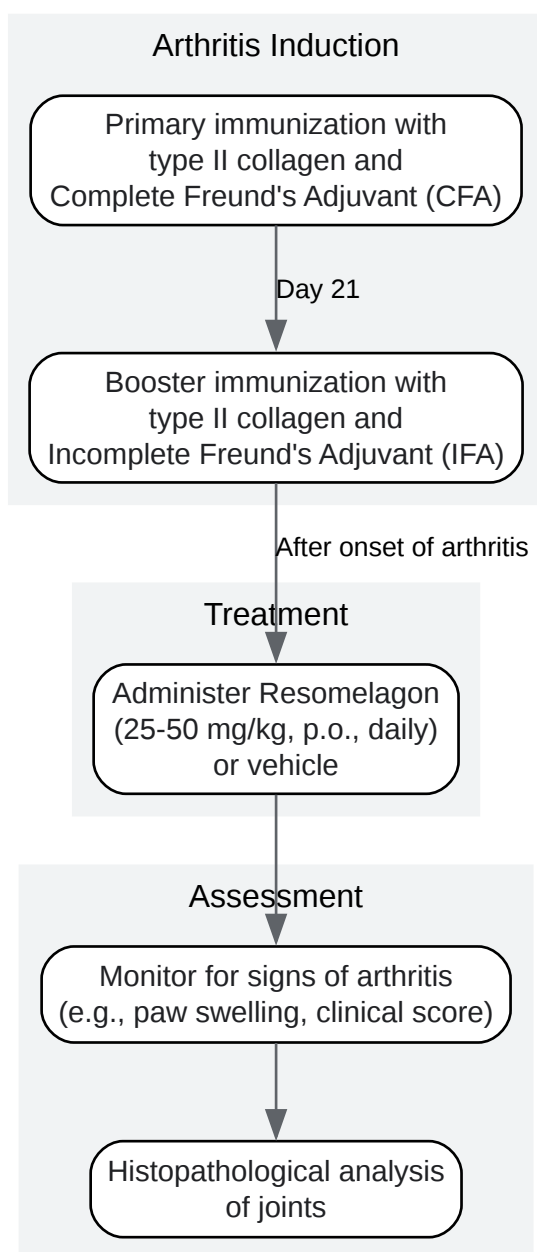 Arthritis Induction
Primary immunization with
type II collagen and
Complete Freund's Adjuvant (CFA)
Day 21
Booster immunization with
type II collagen and
Incomplete Freund's Adjuvant (IFA)
After onset of arthritis
Treatment
Administer Resomelagon
(25-50 mg/kg, p.o., daily)
or vehicle
Assessment
Monitor for signs of arthritis
(e.g., paw swelling, clinical score)
Histopathological analysis
of joints